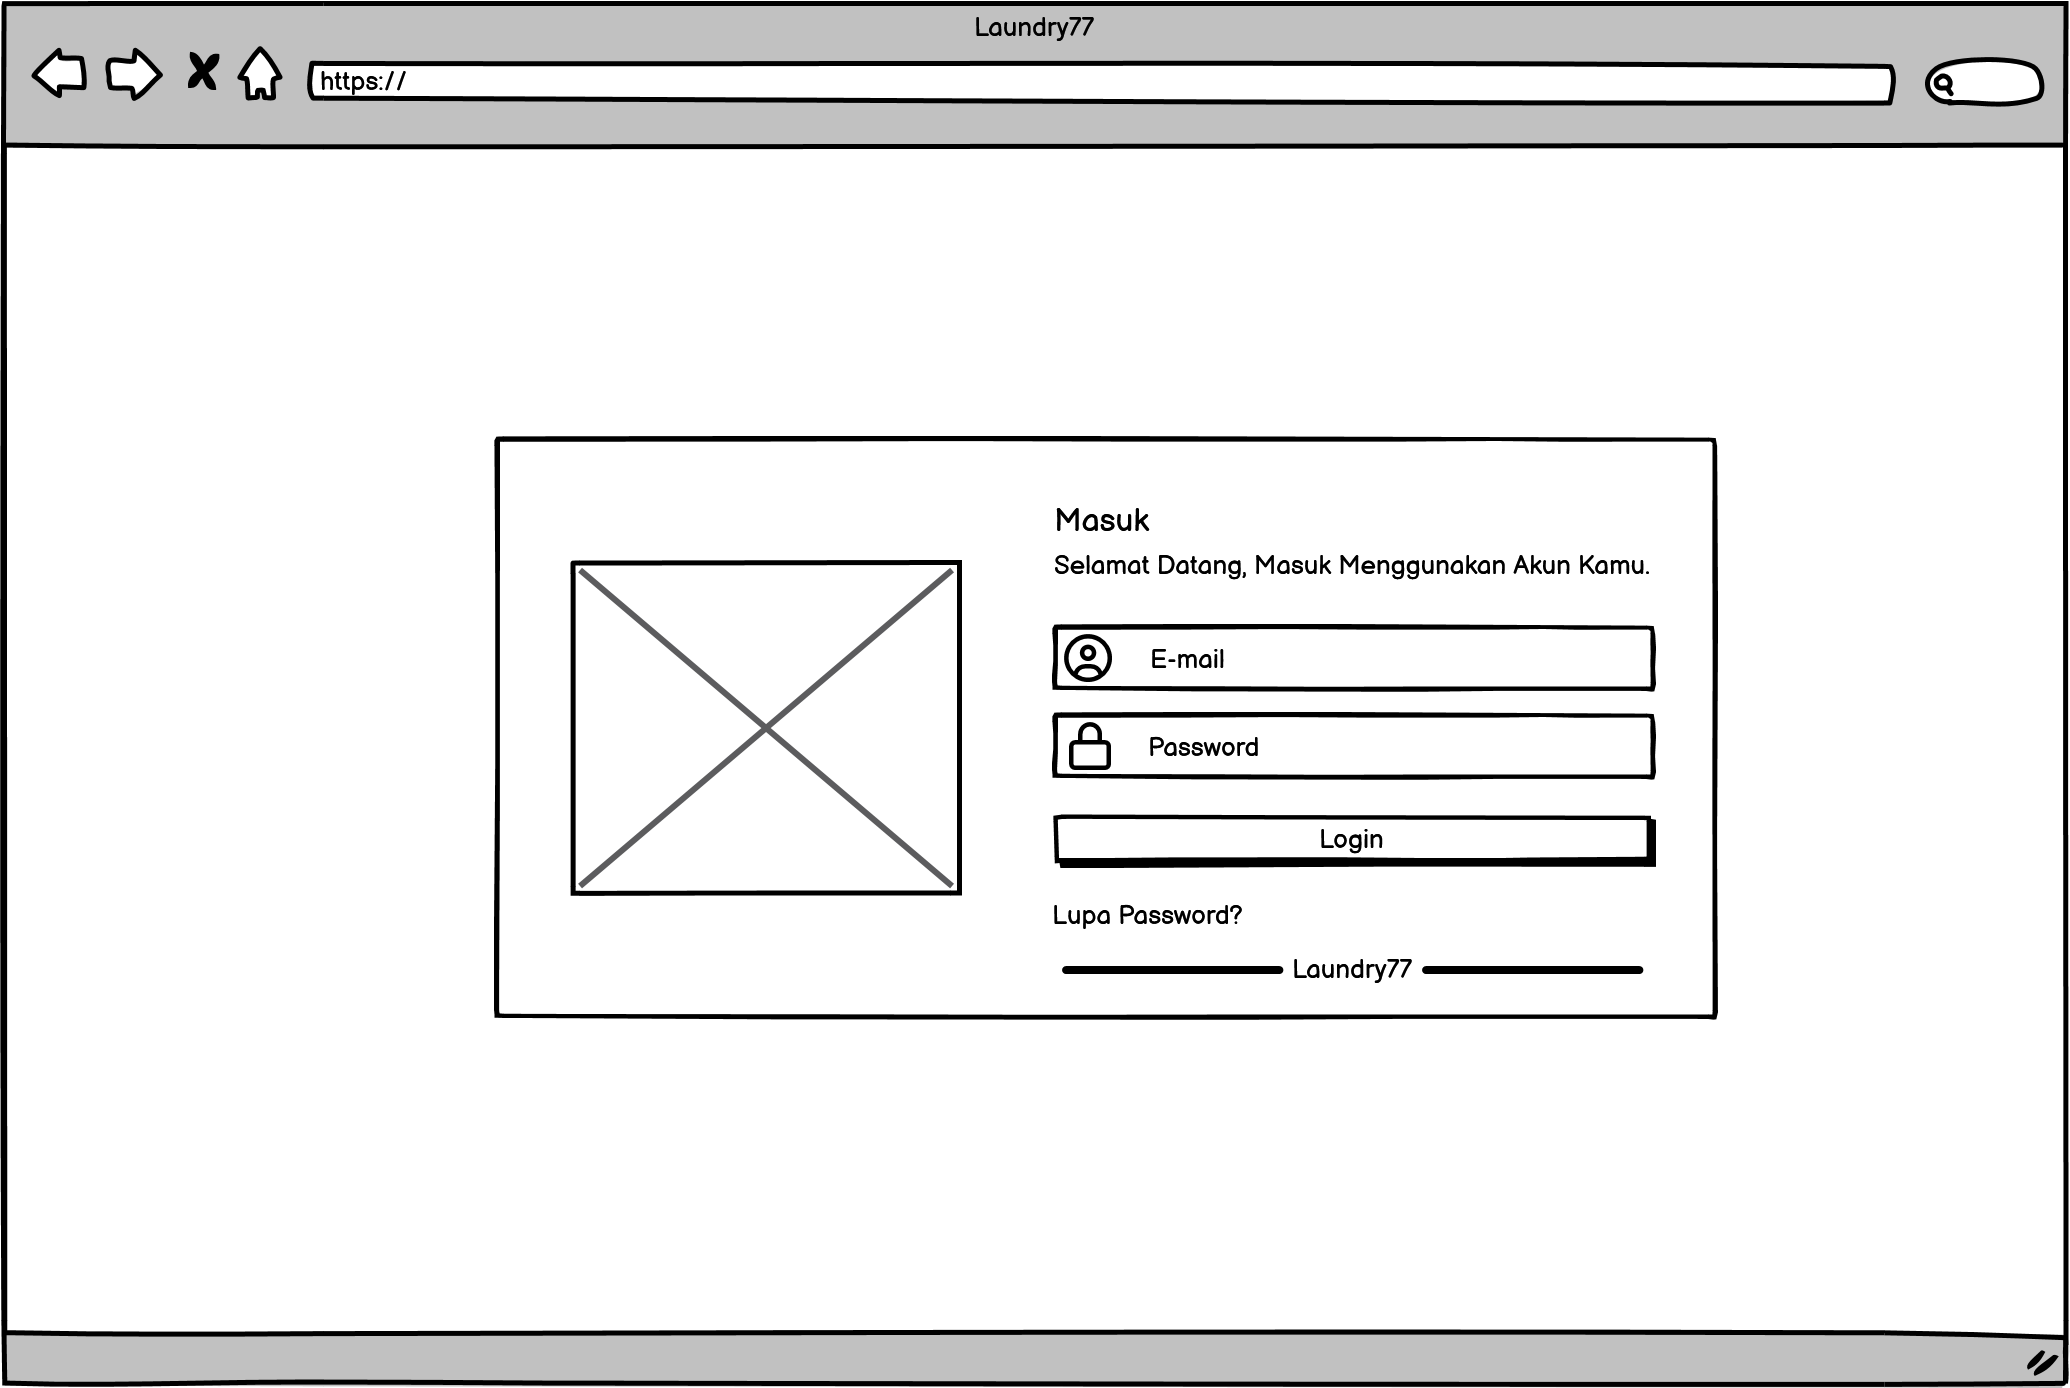 Laundry77
https://
Masuk
Selamat Datang, Masuk Menggunakan Akun Kamu.
E-mail
Password
Login
Lupa Password?
Laundry77